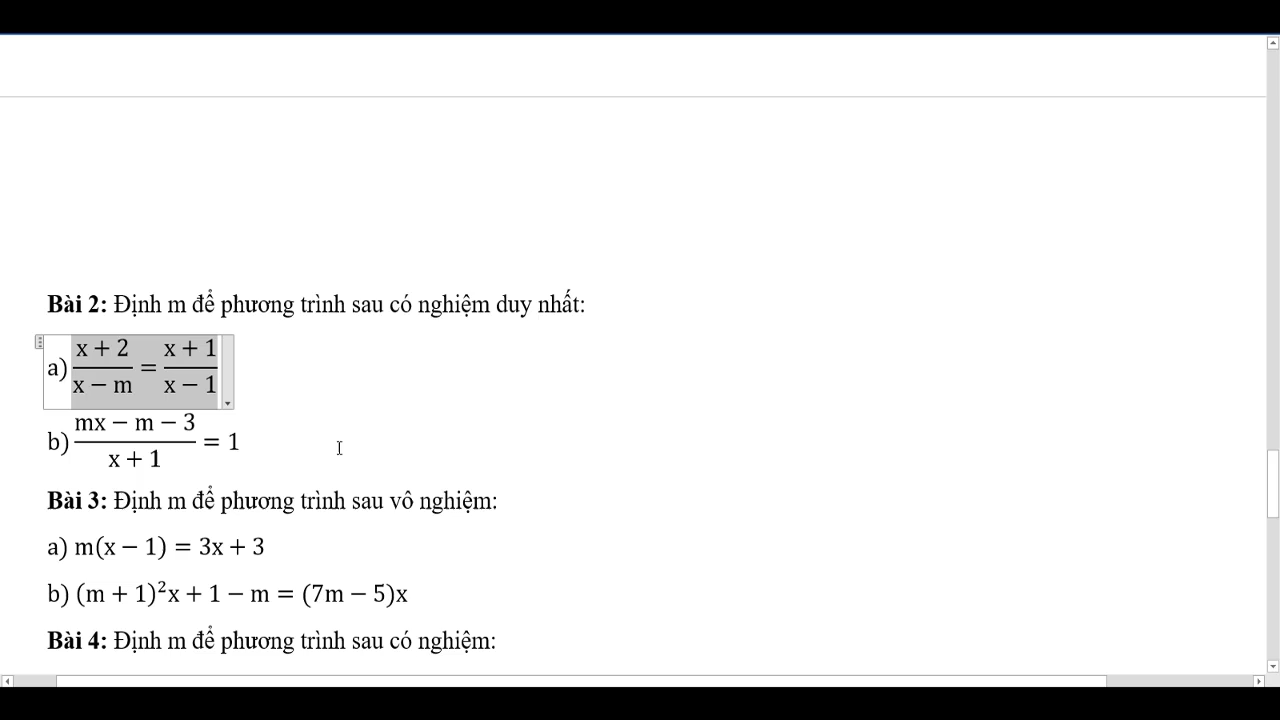 Bài 2: Định m để phương trình sau có nghiệm duy nhất:
a) (x + 2)/(x − m) = (x + 1)/(x − 1)
b) (mx − m − 3)/(x + 1) = 1
Bài 3: Định m để phương trình sau vô nghiệm:
a) m(x − 1) = 3x + 3
b) (m + 1)²x + 1 − m = (7m − 5)x
Bài 4: Định m để phương trình sau có nghiệm: